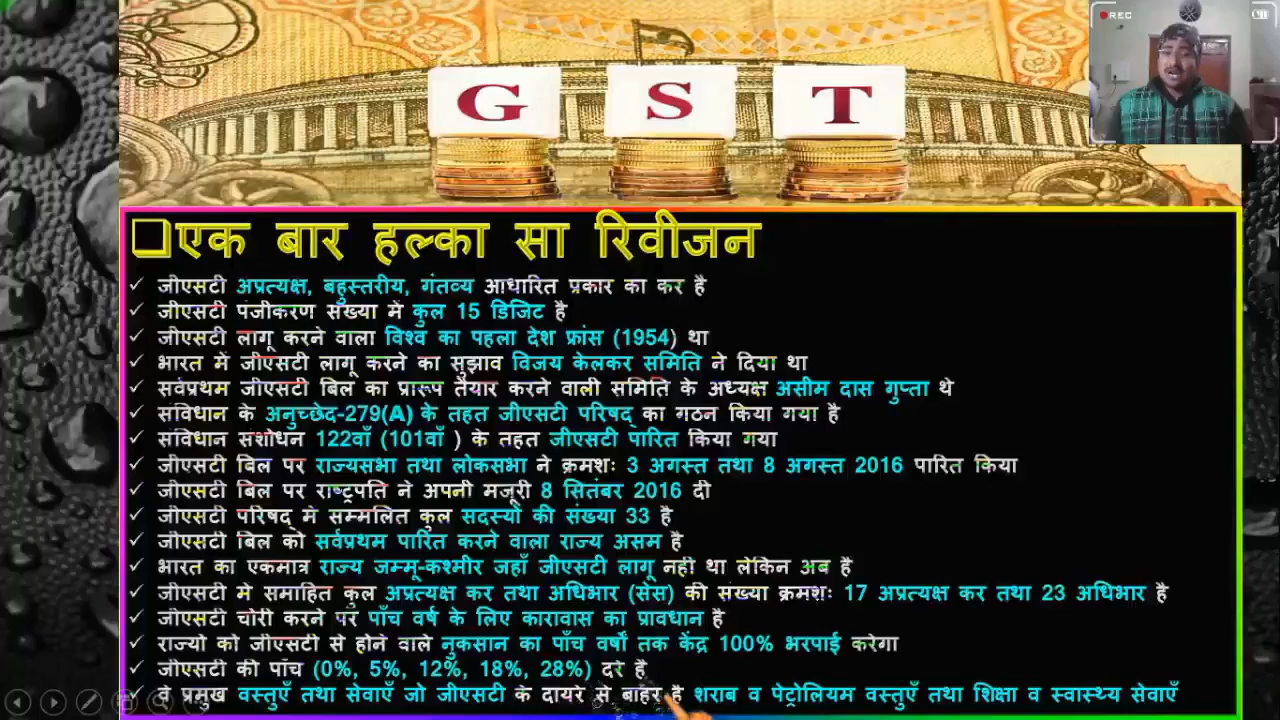 REC
G S T
एक बार हल्का सा रिवीजन
जीएसटी अप्रत्यक्ष, बहुस्तरीय, गंतव्य आधारित प्रकार का कर है
जीएसटी पंजीकरण संख्या में कुल 15 डिजिट है
जीएसटी लागू करने वाला विश्व का पहला देश फ्रांस (1954) था
भारत में जीएसटी लागू करने का सुझाव विजय केलकर समिति ने दिया था
सर्वप्रथम जीएसटी बिल का प्रारूप तैयार करने वाली समिति के अध्यक्ष असीम दास गुप्ता थे
संविधान के अनुच्छेद-279(A) के तहत जीएसटी परिषद् का गठन किया गया है
संविधान संशोधन 122वाँ (101वाँ ) के तहत जीएसटी पारित किया गया
जीएसटी बिल पर राज्यसभा तथा लोकसभा ने क्रमशः 3 अगस्त तथा 8 अगस्त 2016 पारित किया
जीएसटी बिल पर राष्ट्रपति ने अपनी मंजूरी 8 सितंबर 2016 दी
जीएसटी परिषद् में सम्मलित कुल सदस्यों की संख्या 33 है
जीएसटी बिल को सर्वप्रथम पारित करने वाला राज्य असम है
भारत का एकमात्र राज्य जम्मू-कश्मीर जहाँ जीएसटी लागू नही था लेकिन अब है
जीएसटी में समाहित कुल अप्रत्यक्ष कर तथा अधिभार (सेस) की संख्या क्रमशः 17 अप्रत्यक्ष कर तथा 23 अधिभार है
जीएसटी चोरी करने पर पाँच वर्ष के लिए कारावास का प्रावधान है
राज्यो को जीएसटी से होने वाले नुकसान का पाँच वर्षों तक केंद्र 100% भरपाई करेगा
जीएसटी की पाँच (0%, 5%, 12%, 18%, 28%) दरें है
वे प्रमुख वस्तुएँ तथा सेवाएँ जो जीएसटी के दायरे से बाहर है शराब व पेट्रोलियम वस्तुएँ तथा शिक्षा व स्वास्थ्य सेवाएँ